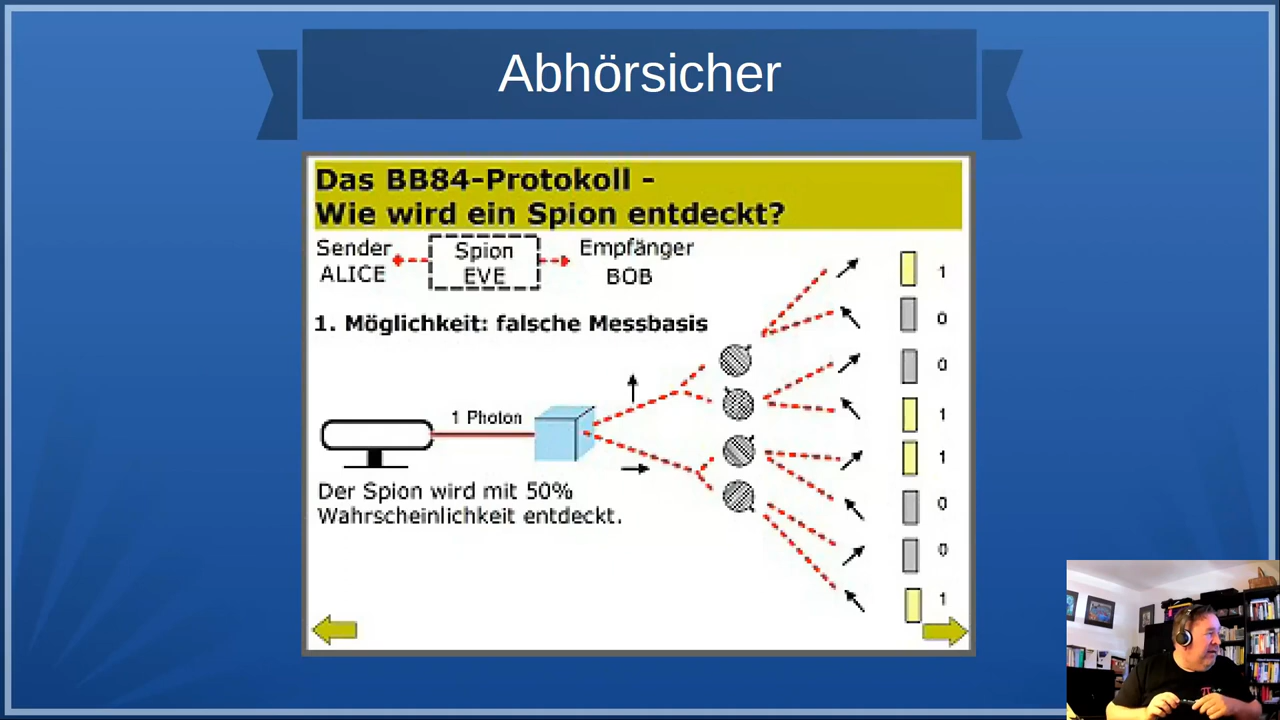 Abhörsicher
Das BB84-Protokoll -
Wie wird ein Spion entdeckt?
Sender
ALICE
Spion
EVE
Empfänger
BOB
1. Möglichkeit: falsche Messbasis
1 Photon
Der Spion wird mit 50%
Wahrscheinlichkeit entdeckt.
1
0
0
1
1
0
0
1